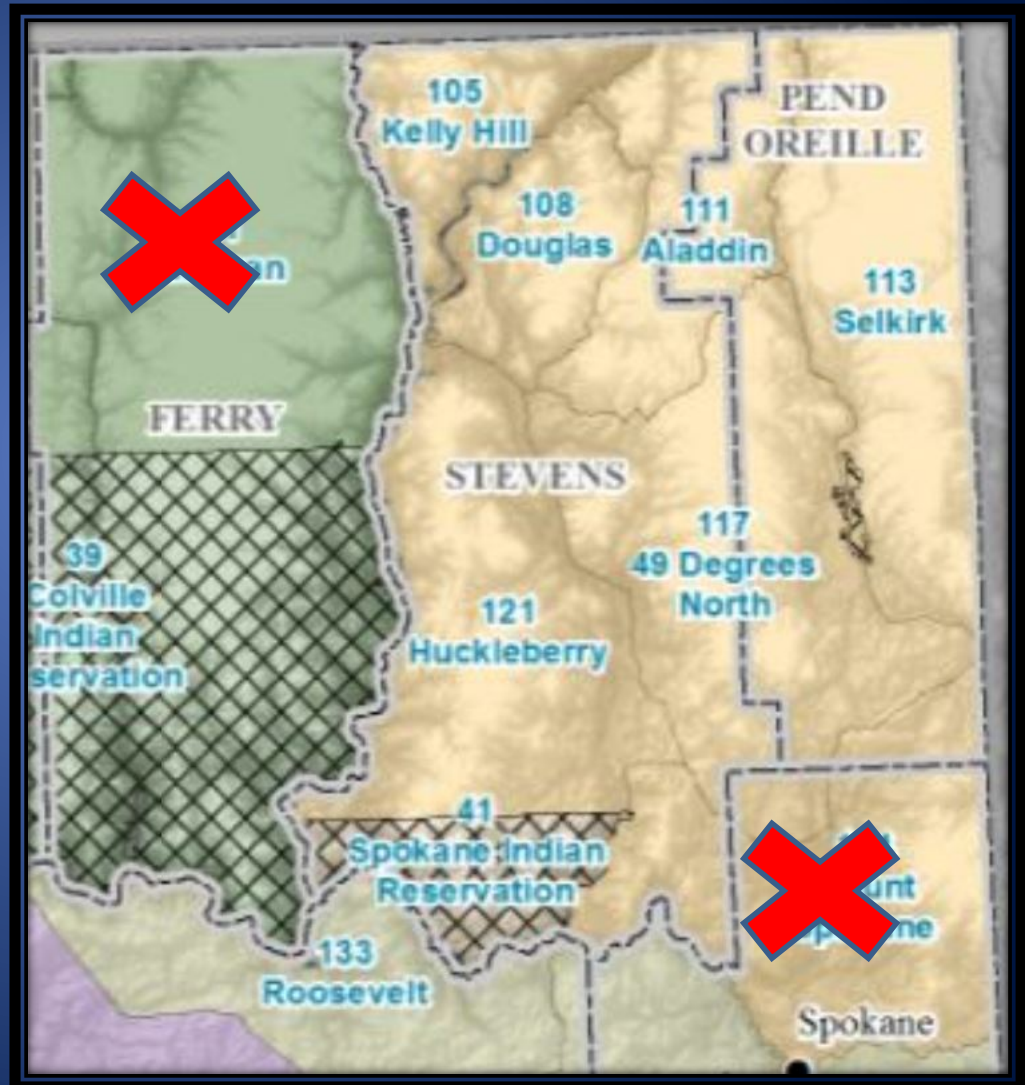 105
Kelly Hill
PEND
OREILLE
108
Douglas
111
Aladdin
113
Selkirk
FERRY
STEVENS
117
49 Degrees
North
39
Colville
Indian
121
Huckleberry
41
Spokane Indian
Reservation
133
Roosevelt
Spokane